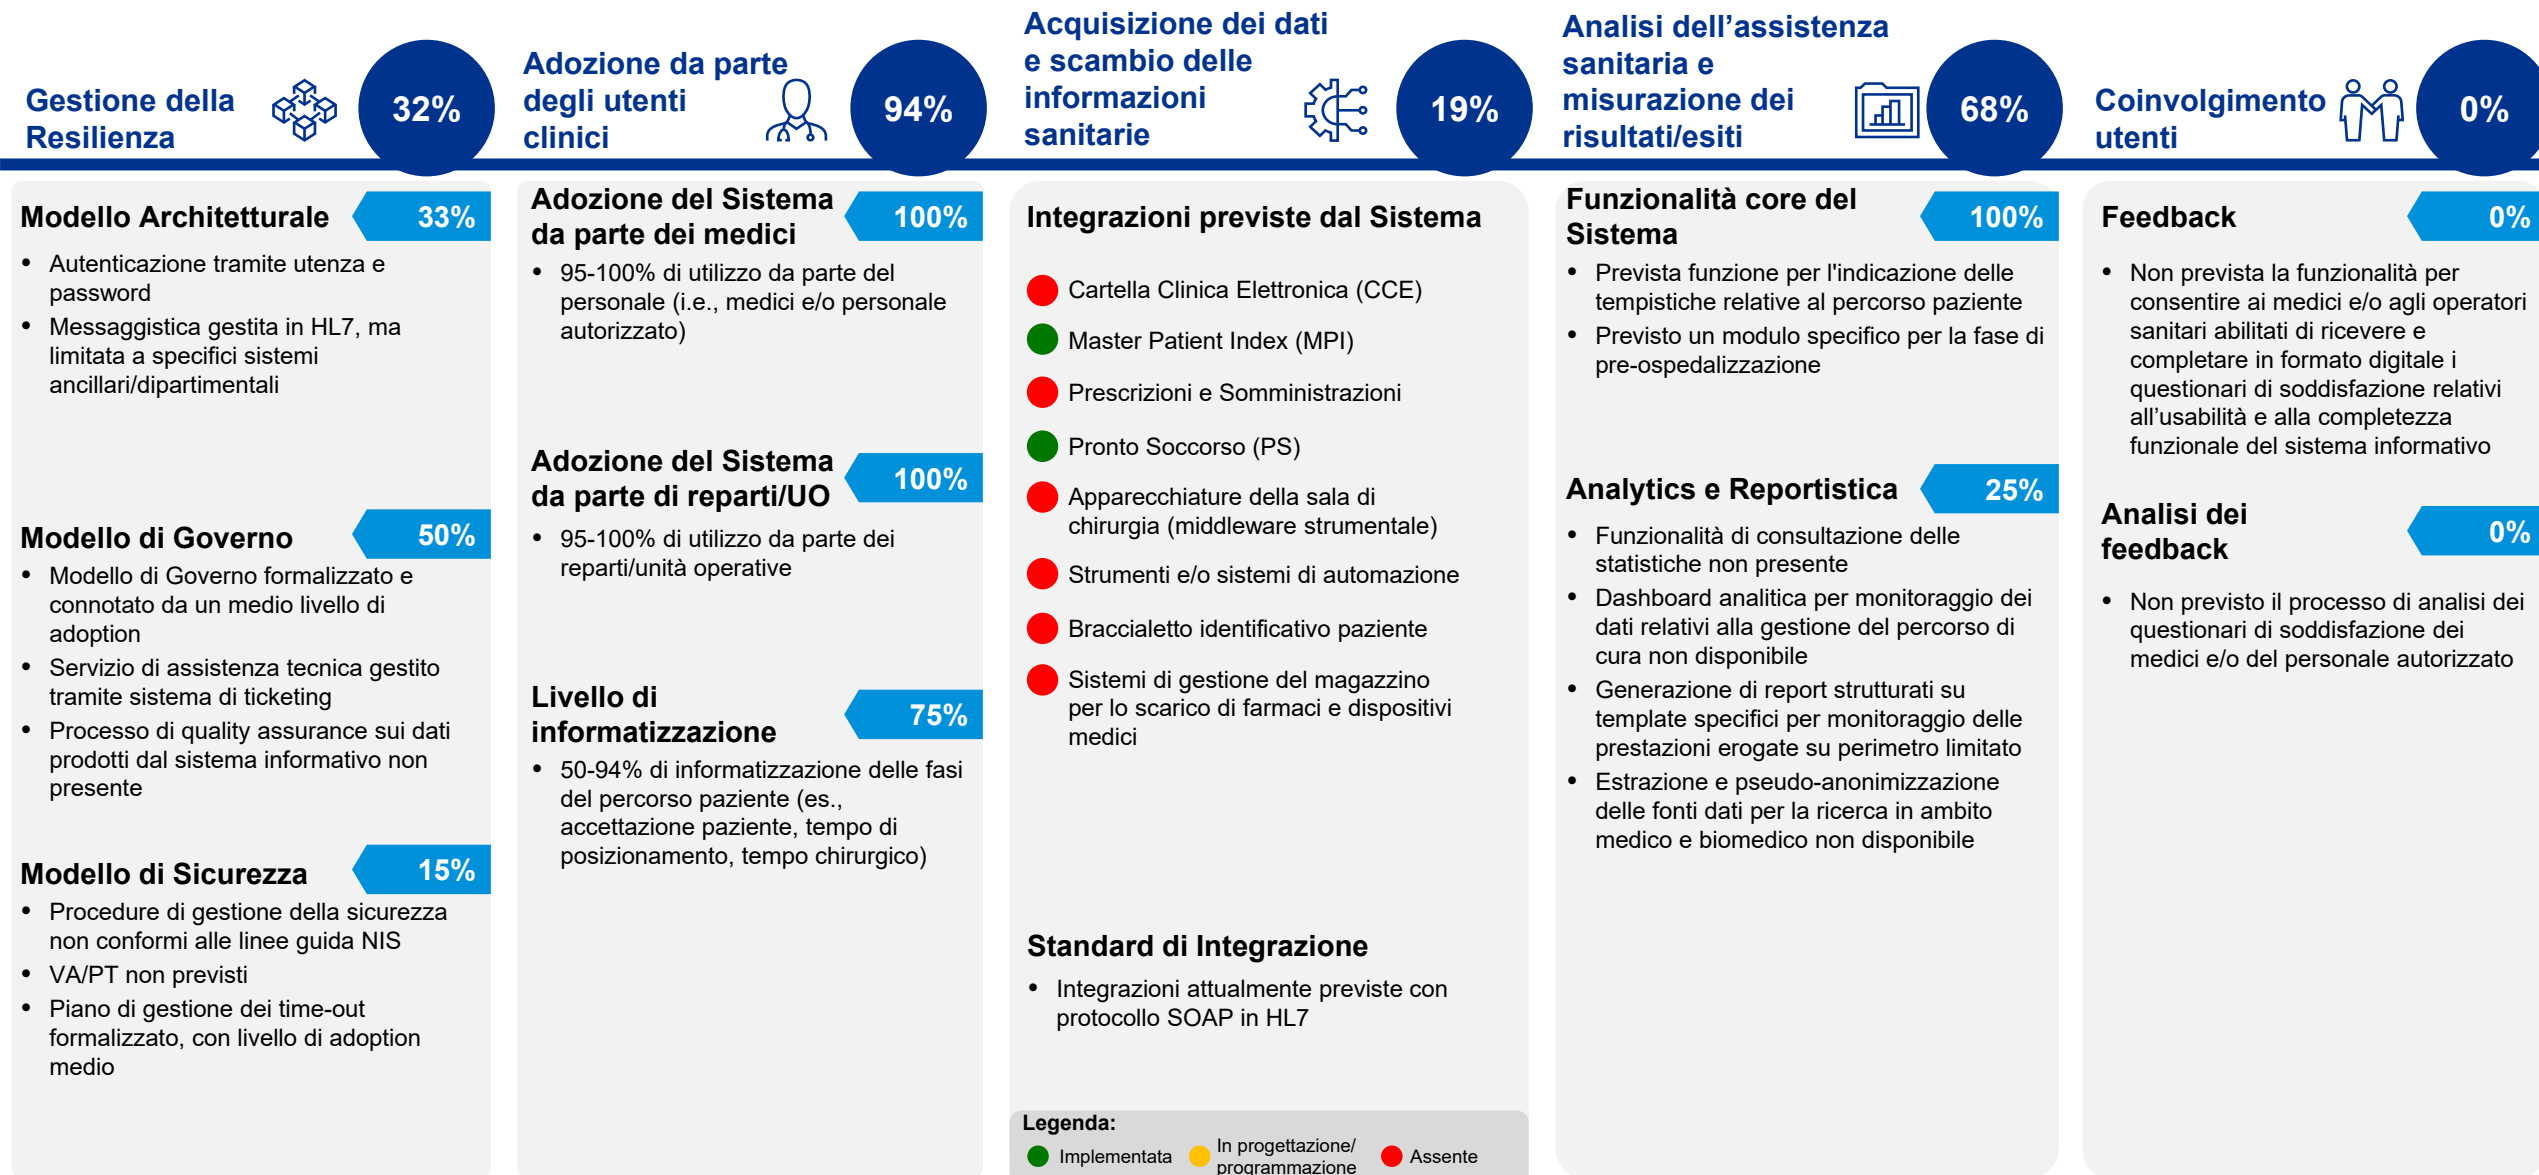 Gestione della
Resilienza
32%
Adozione da parte
degli utenti
clinici
94%
Acquisizione dei dati
e scambio delle
informazioni
sanitarie
19%
Analisi dell’assistenza
sanitaria e
misurazione dei
risultati/esiti
68%
Coinvolgimento
utenti
0%
Modello Architetturale
33%
• Autenticazione tramite utenza e
password
• Messaggistica gestita in HL7, ma
limitata a specifici sistemi
ancillari/dipartimentali
Modello di Governo
50%
• Modello di Governo formalizzato e
connotato da un medio livello di
adoption
• Servizio di assistenza tecnica gestito
tramite sistema di ticketing
• Processo di quality assurance sui dati
prodotti dal sistema informativo non
presente
Modello di Sicurezza
15%
• Procedure di gestione della sicurezza
non conformi alle linee guida NIS
• VA/PT non previsti
• Piano di gestione dei time-out
formalizzato, con livello di adoption
medio
Adozione del Sistema
da parte dei medici
100%
• 95-100% di utilizzo da parte del
personale (i.e., medici e/o personale
autorizzato)
Adozione del Sistema
da parte di reparti/UO
100%
• 95-100% di utilizzo da parte dei
reparti/unità operative
Livello di
informatizzazione
75%
• 50-94% di informatizzazione delle fasi
del percorso paziente (es.,
accettazione paziente, tempo di
posizionamento, tempo chirurgico)
Integrazioni previste dal Sistema
Cartella Clinica Elettronica (CCE)
Master Patient Index (MPI)
Prescrizioni e Somministrazioni
Pronto Soccorso (PS)
Apparecchiature della sala di
chirurgia (middleware strumentale)
Strumenti e/o sistemi di automazione
Braccialetto identificativo paziente
Sistemi di gestione del magazzino
per lo scarico di farmaci e dispositivi
medici
Standard di Integrazione
• Integrazioni attualmente previste con
protocollo SOAP in HL7
Legenda:
Implementata
In progettazione/
programmazione
Assente
Funzionalità core del
Sistema
100%
• Prevista funzione per l'indicazione delle
tempistiche relative al percorso paziente
• Previsto un modulo specifico per la fase di
pre-ospedalizzazione
Analytics e Reportistica
25%
• Funzionalità di consultazione delle
statistiche non presente
• Dashboard analitica per monitoraggio dei
dati relativi alla gestione del percorso di
cura non disponibile
• Generazione di report strutturati su
template specifici per monitoraggio delle
prestazioni erogate su perimetro limitato
• Estrazione e pseudo-anonimizzazione
delle fonti dati per la ricerca in ambito
medico e biomedico non disponibile
Feedback
0%
• Non prevista la funzionalità per
consentire ai medici e/o agli operatori
sanitari abilitati di ricevere e
completare in formato digitale i
questionari di soddisfazione relativi
all’usabilità e alla completezza
funzionale del sistema informativo
Analisi dei
feedback
0%
• Non previsto il processo di analisi dei
questionari di soddisfazione dei
medici e/o del personale autorizzato